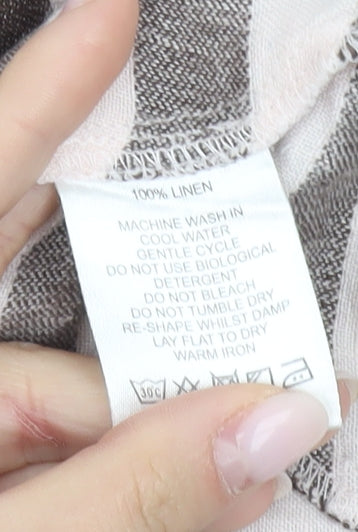 100% LINEN
MACHINE WASH IN
COOL WATER
GENTLE CYCLE
DO NOT USE BIOLOGICAL
DETERGENT
DO NOT BLEACH
DO NOT TUMBLE DRY
RE-SHAPE WHILST DAMP
LAY FLAT TO DRY
WARM IRON
30°C